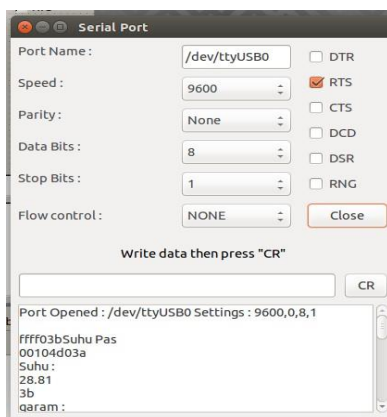 Serial Port
Port Name :
/dev/ttyUSB0
DTR
Speed :
9600
RTS
Parity :
None
CTS
DCD
Data Bits :
8
DSR
Stop Bits :
1
RNG
Flow control :
NONE
Close
Write data then press "CR"
CR
Port Opened : /dev/ttyUSB0 Settings : 9600,0,8,1
ffff03bSuhu Pas
00104d03a
Suhu :
28.81
3b
garam :